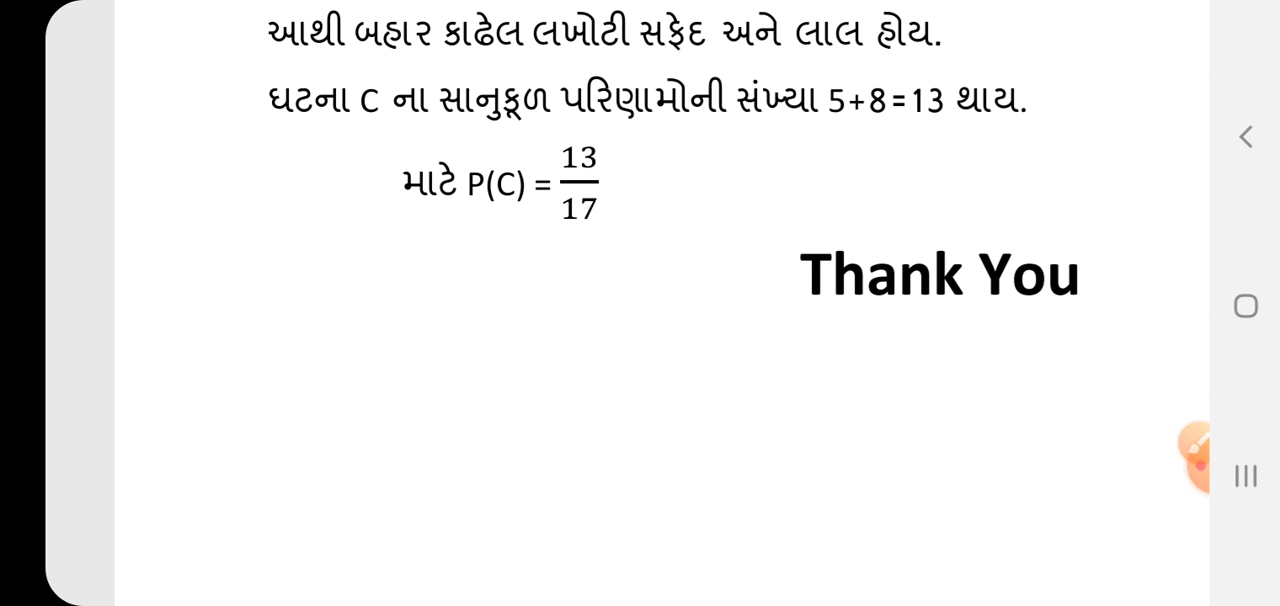 આથી બહાર કાઢેલ લખોટી સફેદ અને લાલ હોય.
ઘટના C ના સાનુકૂળ પરિણામોની સંખ્યા 5+8=13 થાય.
માટે P(C) = 13/17
Thank You